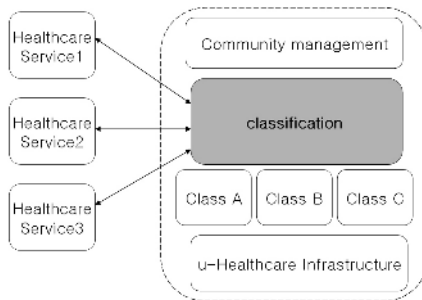 Healthcare
Service1
Healthcare
Service2
Healthcare
Service3
Community management
classification
Class A
Class B
Class C
u-Healthcare Infrastructure